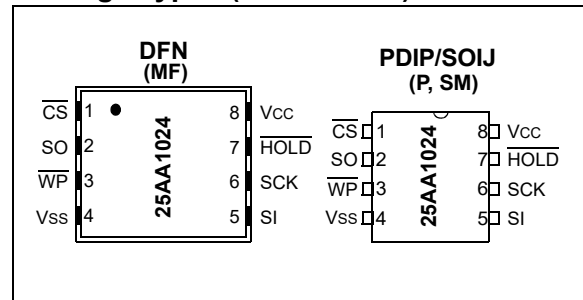 DFN
(MF)
CS 1 8 VCC
SO 2 7 HOLD
WP 3 6 SCK
VSS 4 5 SI
25AA1024
PDIP/SOIJ
(P, SM)
CS 1 8 VCC
SO 2 7 HOLD
WP 3 6 SCK
VSS 4 5 SI
25AA1024